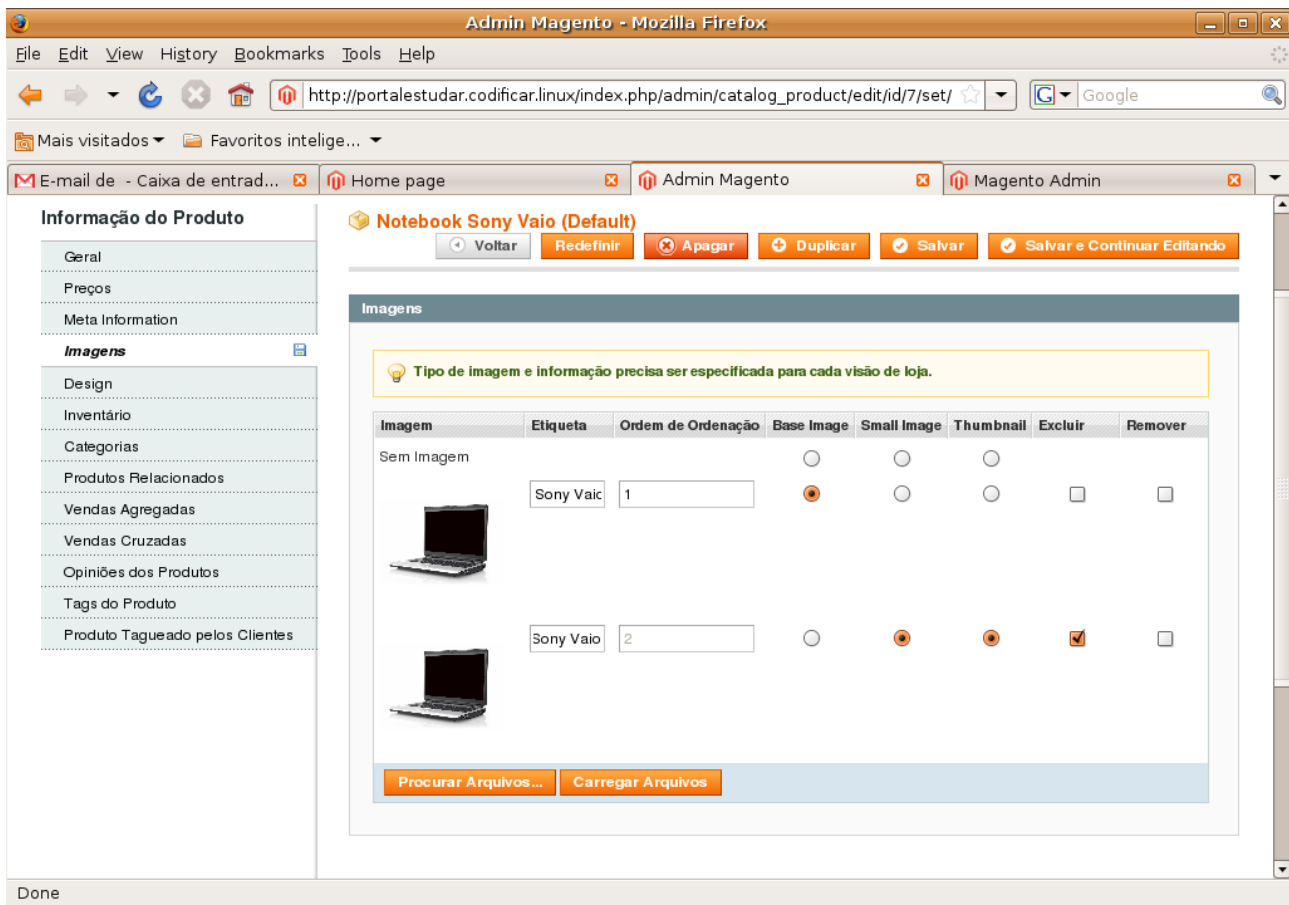 Admin Magento - Mozilla Firefox
File Edit View History Bookmarks Tools Help
http://portalestudar.codificar.linux/index.php/admin/catalog_product/edit/id/7/set/ G Google
Mais visitados Favoritos intelige...
E-mail de - Caixa de entrad... Home page Admin Magento Magento Admin
Informação do Produto
Geral
Preços
Meta Information
Imagens
Design
Inventário
Categorias
Produtos Relacionados
Vendas Agregadas
Vendas Cruzadas
Opiniões dos Produtos
Tags do Produto
Produto Tagueado pelos Clientes
Notebook Sony Vaio (Default)
Voltar Redefinir Apagar Duplicar Salvar Salvar e Continuar Editando
Imagens
Tipo de imagem e informação precisa ser especificada para cada visão de loja.
Imagem Etiqueta Ordem de Ordenação Base Image Small Image Thumbnail Excluir Remover
Sem Imagem
Sony Vaic 1
Sony Vaio 2
Procurar Arquivos... Carregar Arquivos
Done